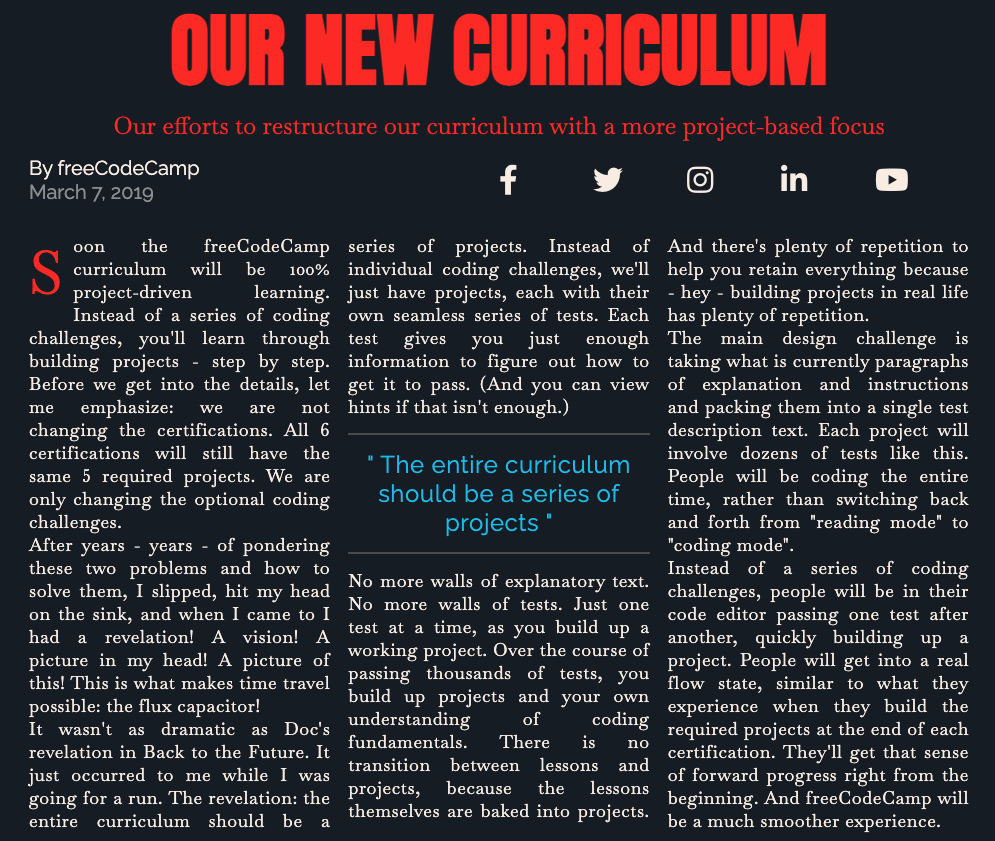 OUR NEW CURRICULUM
Our efforts to restructure our curriculum with a more project-based focus
By freeCodeCamp
March 7, 2019
Soon the freeCodeCamp
curriculum will be 100%
project-driven learning.
Instead of a series of coding
challenges, you'll learn through
building projects - step by step.
Before we get into the details, let
me emphasize: we are not
changing the certifications. All 6
certifications will still have the
same 5 required projects. We are
only changing the optional coding
challenges.
After years - years - of pondering
these two problems and how to
solve them, I slipped, hit my head
on the sink, and when I came to I
had a revelation! A vision! A
picture in my head! A picture of
this! This is what makes time travel
possible: the flux capacitor!
It wasn't as dramatic as Doc's
revelation in Back to the Future. It
just occurred to me while I was
going for a run. The revelation: the
entire curriculum should be a
series of projects. Instead of
individual coding challenges, we'll
just have projects, each with their
own seamless series of tests. Each
test gives you just enough
information to figure out how to
get it to pass. (And you can view
hints if that isn't enough.)
" The entire curriculum
should be a series of
projects "
No more walls of explanatory text.
No more walls of tests. Just one
test at a time, as you build up a
working project. Over the course of
passing thousands of tests, you
build up projects and your own
understanding of coding
fundamentals. There is no
transition between lessons and
projects, because the lessons
themselves are baked into projects.
And there's plenty of repetition to
help you retain everything because
- hey - building projects in real life
has plenty of repetition.
The main design challenge is
taking what is currently paragraphs
of explanation and instructions
and packing them into a single test
description text. Each project will
involve dozens of tests like this.
People will be coding the entire
time, rather than switching back
and forth from "reading mode" to
"coding mode".
Instead of a series of coding
challenges, people will be in their
code editor passing one test after
another, quickly building up a
project. People will get into a real
flow state, similar to what they
experience when they build the
required projects at the end of each
certification. They'll get that sense
of forward progress right from the
beginning. And freeCodeCamp will
be a much smoother experience.